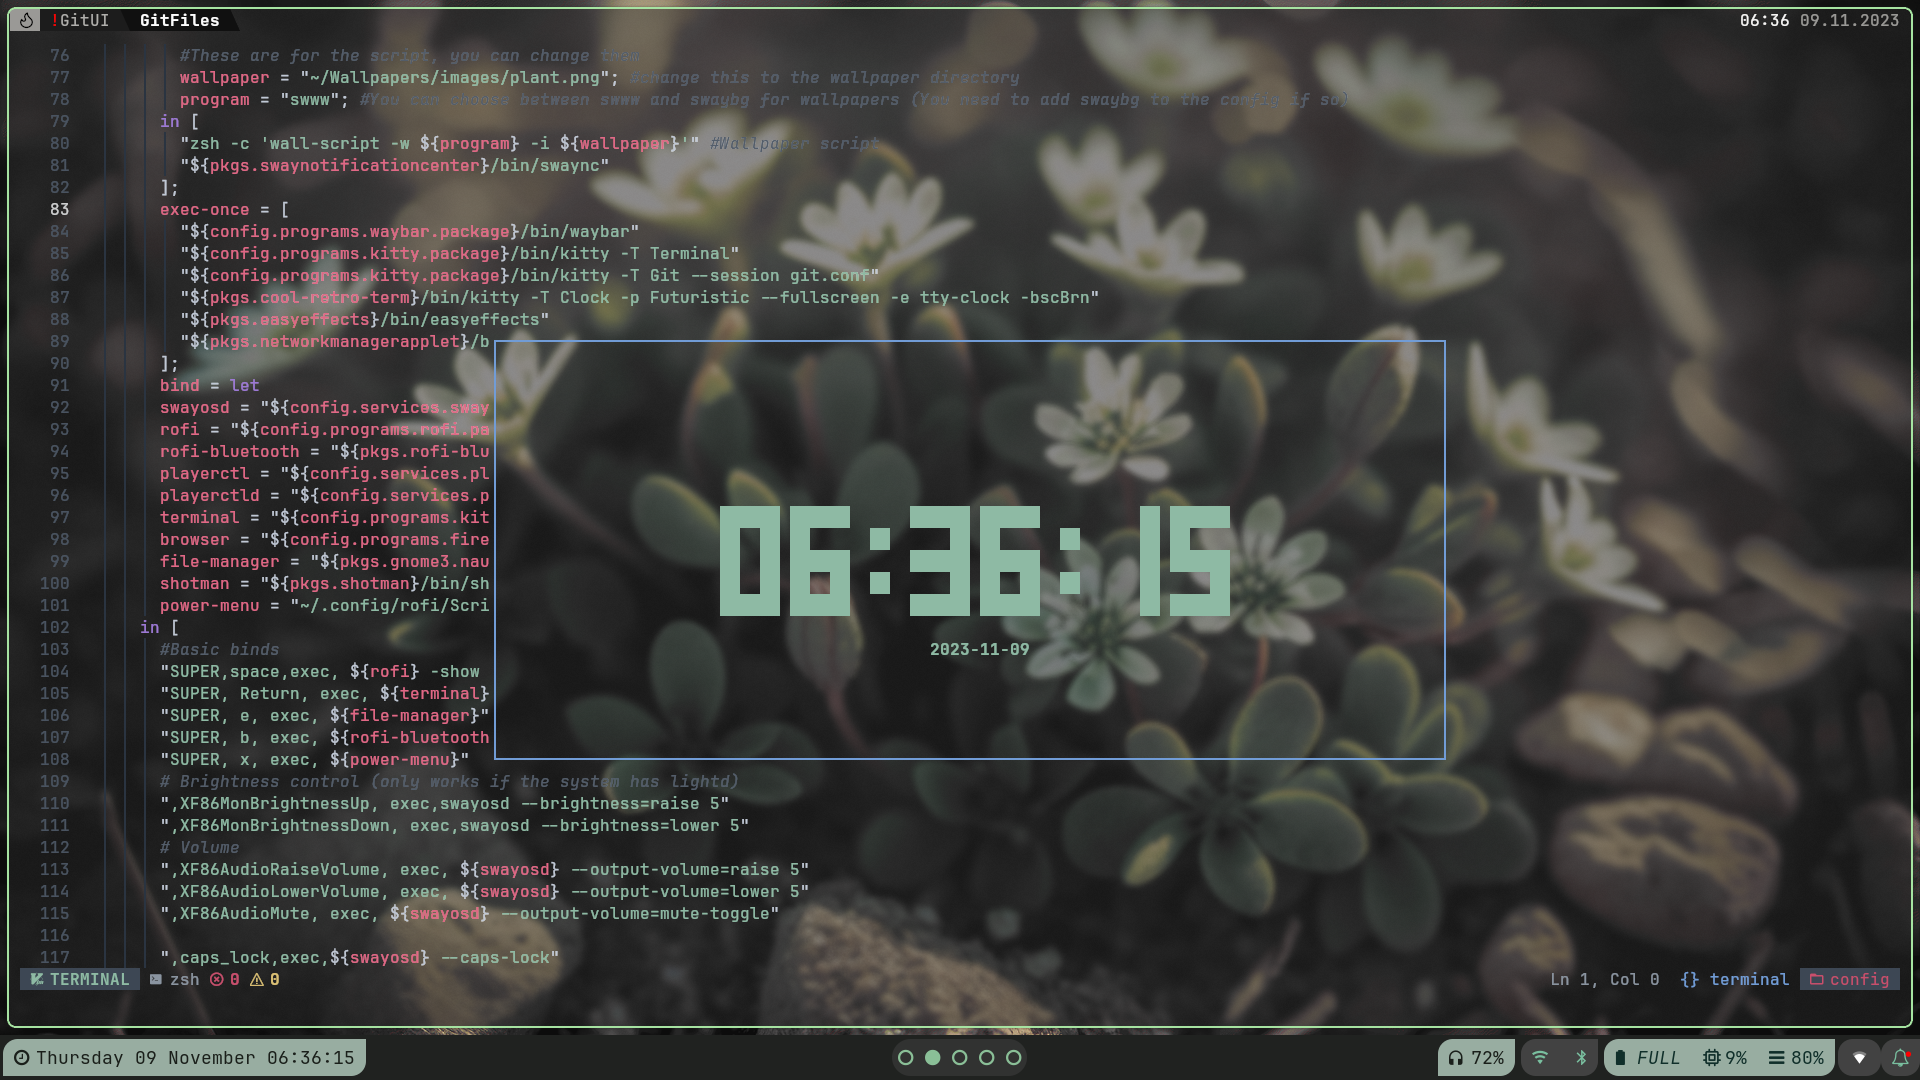 !GitUI GitFiles 06:36 09.11.2023
76 #These are for the script, you can change them
77 wallpaper = "~/Wallpapers/images/plant.png"; #change this to the wallpaper directory
78 program = "swww"; #You can choose between swww and swaybg for wallpapers (You need to add swaybg to the config if so)
79 in [
80 "zsh -c 'wall-script -w ${program} -i ${wallpaper}'" #Wallpaper script
81 "${pkgs.swaynotificationcenter}/bin/swaync"
82 ];
83 exec-once = [
84 "${config.programs.waybar.package}/bin/waybar"
85 "${config.programs.kitty.package}/bin/kitty -T Terminal"
86 "${config.programs.kitty.package}/bin/kitty -T Git --session git.conf"
87 "${pkgs.cool-retro-term}/bin/kitty -T Clock -p Futuristic --fullscreen -e tty-clock -bscBrn"
88 "${pkgs.easyeffects}/bin/easyeffects"
89 "${pkgs.networkmanagerapplet}/b
90 ];
91 bind = let
92 swayosd = "${config.services.sway
93 rofi = "${config.programs.rofi.pa
94 rofi-bluetooth = "${pkgs.rofi-blu
95 playerctl = "${config.services.pl
96 playerctld = "${config.services.p
97 terminal = "${config.programs.kit
98 browser = "${config.programs.fire
99 file-manager = "${pkgs.gnome3.nau
100 shotman = "${pkgs.shotman}/bin/sh
101 power-menu = "~/.config/rofi/Scri
102 in [
103 #Basic binds
104 "SUPER,space,exec, ${rofi} -show
105 "SUPER, Return, exec, ${terminal}
106 "SUPER, e, exec, ${file-manager}"
107 "SUPER, b, exec, ${rofi-bluetooth
108 "SUPER, x, exec, ${power-menu}"
109 # Brightness control (only works if the system has lightd)
110 ",XF86MonBrightnessUp, exec,swayosd --brightness=raise 5"
111 ",XF86MonBrightnessDown, exec,swayosd --brightness=lower 5"
112 # Volume
113 ",XF86AudioRaiseVolume, exec, ${swayosd} --output-volume=raise 5"
114 ",XF86AudioLowerVolume, exec, ${swayosd} --output-volume=lower 5"
115 ",XF86AudioMute, exec, ${swayosd} --output-volume=mute-toggle"
116
117 ",caps_lock,exec,${swayosd} --caps-lock"
06:36:15
2023-11-09
TERMINAL zsh 0 0 Ln 1, Col 0 {} terminal config
Thursday 09 November 06:36:15 72% FULL 9% 80%